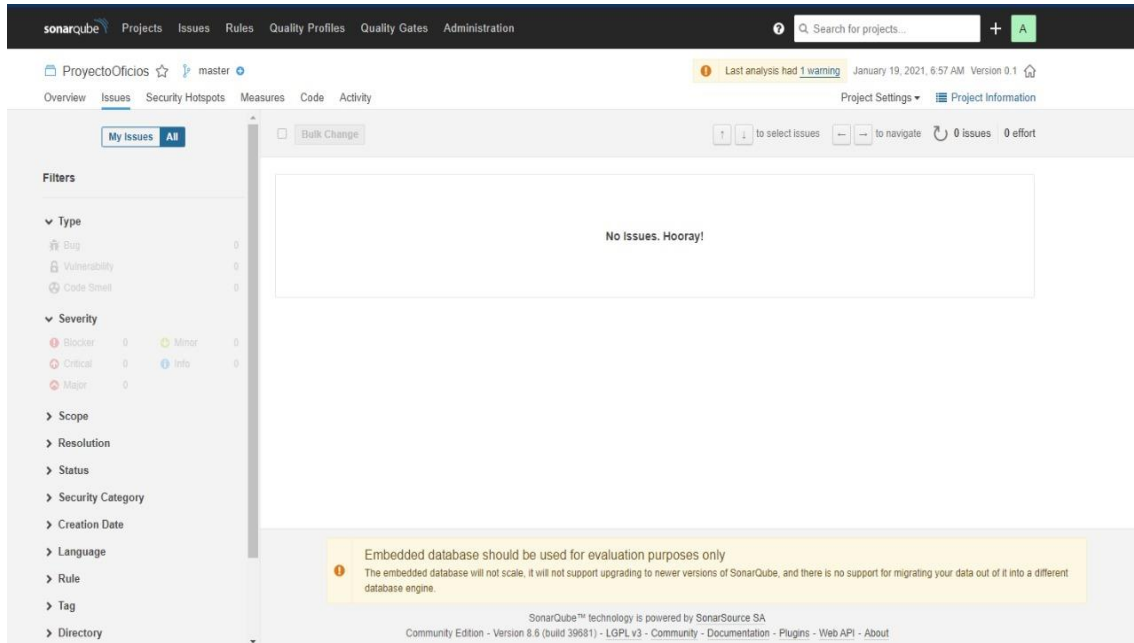 sonarqube Projects Issues Rules Quality Profiles Quality Gates Administration
Search for projects...
A
ProyectoOficios master
Last analysis had 1 warning January 19, 2021, 6:57 AM Version 0.1
Overview Issues Security Hotspots Measures Code Activity
Project Settings Project Information
My Issues All
Bulk Change
↑ ↓ to select issues ← → to navigate 0 issues 0 effort
Filters
Type
Bug 0
Vulnerability 0
Code Smell 0
Severity
Blocker 0 Minor 0
Critical 0 Info 0
Major 0
Scope
Resolution
Status
Security Category
Creation Date
Language
Rule
Tag
Directory
No Issues. Hooray!
Embedded database should be used for evaluation purposes only
The embedded database will not scale, it will not support upgrading to newer versions of SonarQube, and there is no support for migrating your data out of it into a different
database engine.
SonarQube™ technology is powered by SonarSource SA
Community Edition - Version 8.6 (build 39681) - LGPL v3 - Community - Documentation - Plugins - Web API - About